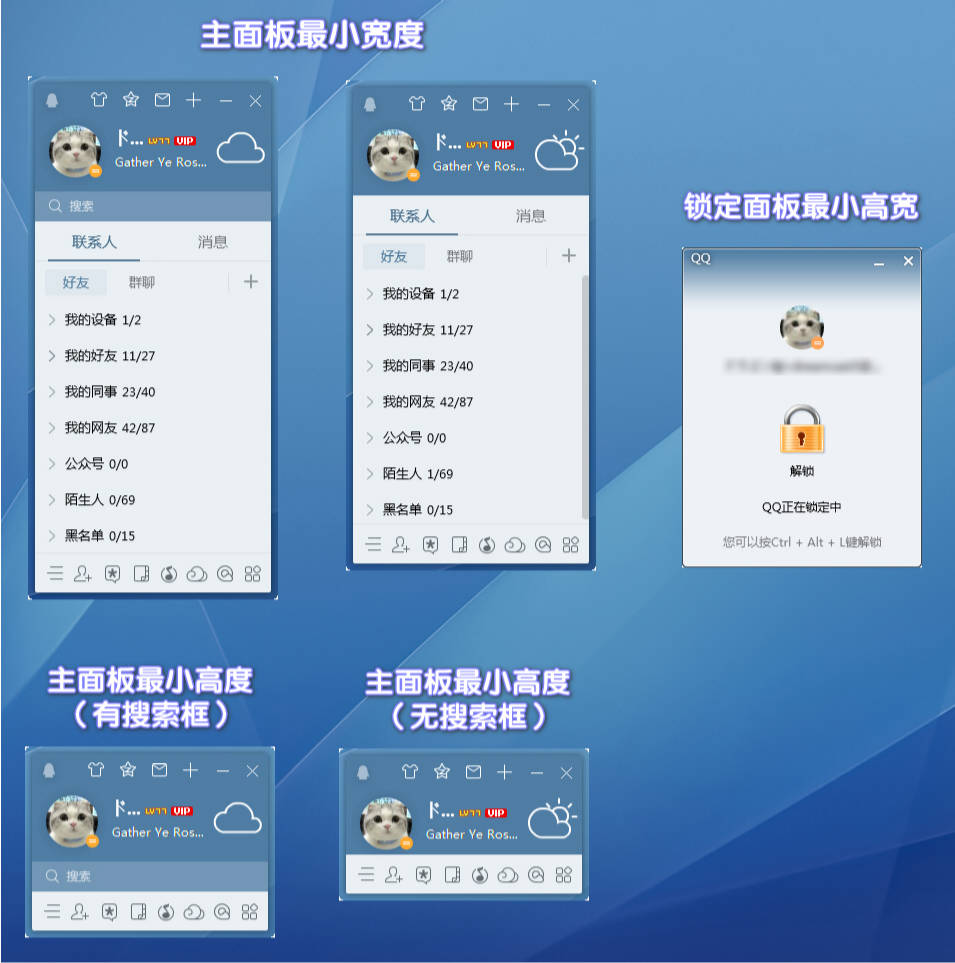 主面板最小宽度
ド... LV77 VIP
Gather Ye Ros...
搜索
联系人 消息
好友 群聊
我的设备 1/2
我的好友 11/27
我的同事 23/40
我的网友 42/87
公众号 0/0
陌生人 0/69
黑名单 0/15
ド... LV77 VIP
Gather Ye Ros...
联系人 消息
好友 群聊
我的设备 1/2
我的好友 11/27
我的同事 23/40
我的网友 42/87
公众号 0/0
陌生人 1/69
黑名单 0/15
锁定面板最小高宽
QQ
解锁
QQ正在锁定中
您可以按Ctrl + Alt + L键解锁
主面板最小高度
（有搜索框）
ド... LV77 VIP
Gather Ye Ros...
搜索
主面板最小高度
（无搜索框）
ド... LV77 VIP
Gather Ye Ros...